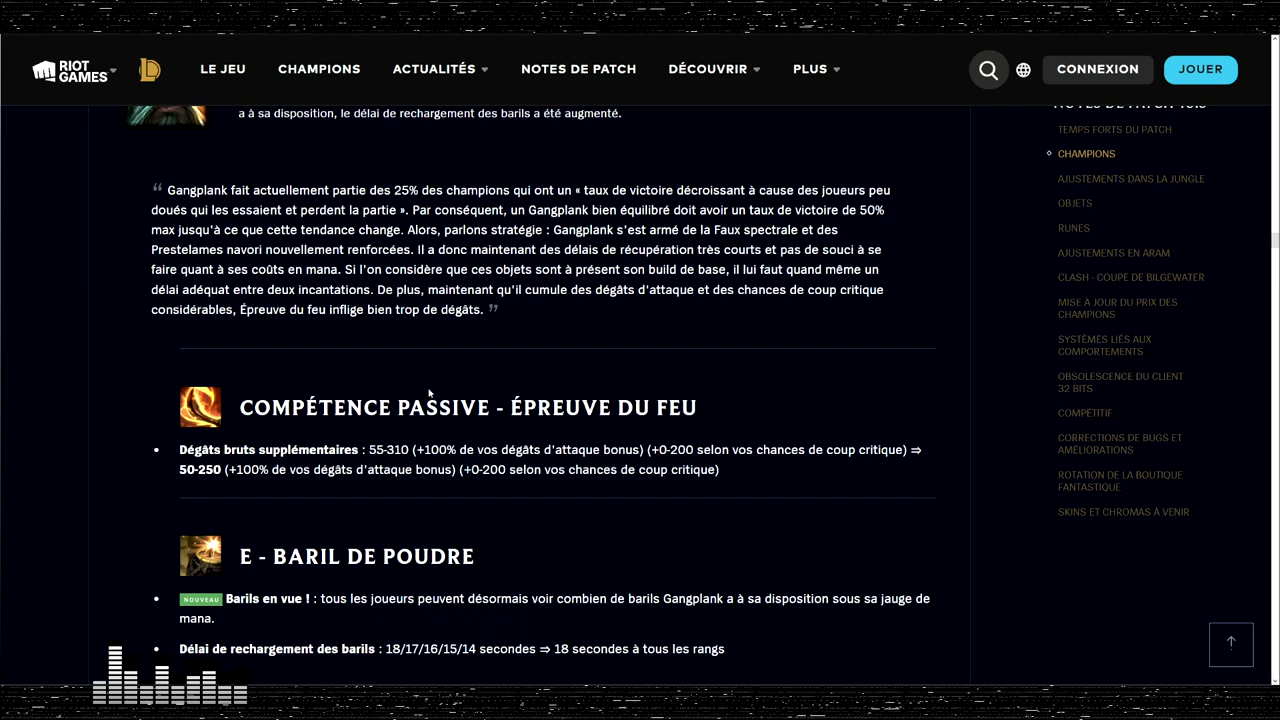 RIOT GAMES
LE JEU
CHAMPIONS
ACTUALITÉS
NOTES DE PATCH
DÉCOUVRIR
PLUS
CONNEXION
JOUER
a à sa disposition, le délai de rechargement des barils a été augmenté.
“ Gangplank fait actuellement partie des 25% des champions qui ont un « taux de victoire décroissant à cause des joueurs peu
doués qui les essaient et perdent la partie ». Par conséquent, un Gangplank bien équilibré doit avoir un taux de victoire de 50%
max jusqu'à ce que cette tendance change. Alors, parlons stratégie : Gangplank s'est armé de la Faux spectrale et des
Prestelames navori nouvellement renforcées. Il a donc maintenant des délais de récupération très courts et pas de souci à se
faire quant à ses coûts en mana. Si l'on considère que ces objets sont à présent son build de base, il lui faut quand même un
délai adéquat entre deux incantations. De plus, maintenant qu'il cumule des dégâts d'attaque et des chances de coup critique
considérables, Épreuve du feu inflige bien trop de dégâts. ”
COMPÉTENCE PASSIVE - ÉPREUVE DU FEU
• Dégâts bruts supplémentaires : 55-310 (+100% de vos dégâts d'attaque bonus) (+0-200 selon vos chances de coup critique) ⇒
50-250 (+100% de vos dégâts d'attaque bonus) (+0-200 selon vos chances de coup critique)
E - BARIL DE POUDRE
• NOUVEAU Barils en vue ! : tous les joueurs peuvent désormais voir combien de barils Gangplank a à sa disposition sous sa jauge de
mana.
• Délai de rechargement des barils : 18/17/16/15/14 secondes ⇒ 18 secondes à tous les rangs
TEMPS FORTS DU PATCH
CHAMPIONS
AJUSTEMENTS DANS LA JUNGLE
OBJETS
RUNES
AJUSTEMENTS EN ARAM
CLASH - COUPE DE BILGEWATER
MISE À JOUR DU PRIX DES
CHAMPIONS
SYSTÈMES LIÉS AUX
COMPORTEMENTS
OBSOLESCENCE DU CLIENT
32 BITS
COMPÉTITIF
CORRECTIONS DE BUGS ET
AMÉLIORATIONS
ROTATION DE LA BOUTIQUE
FANTASTIQUE
SKINS ET CHROMAS À VENIR